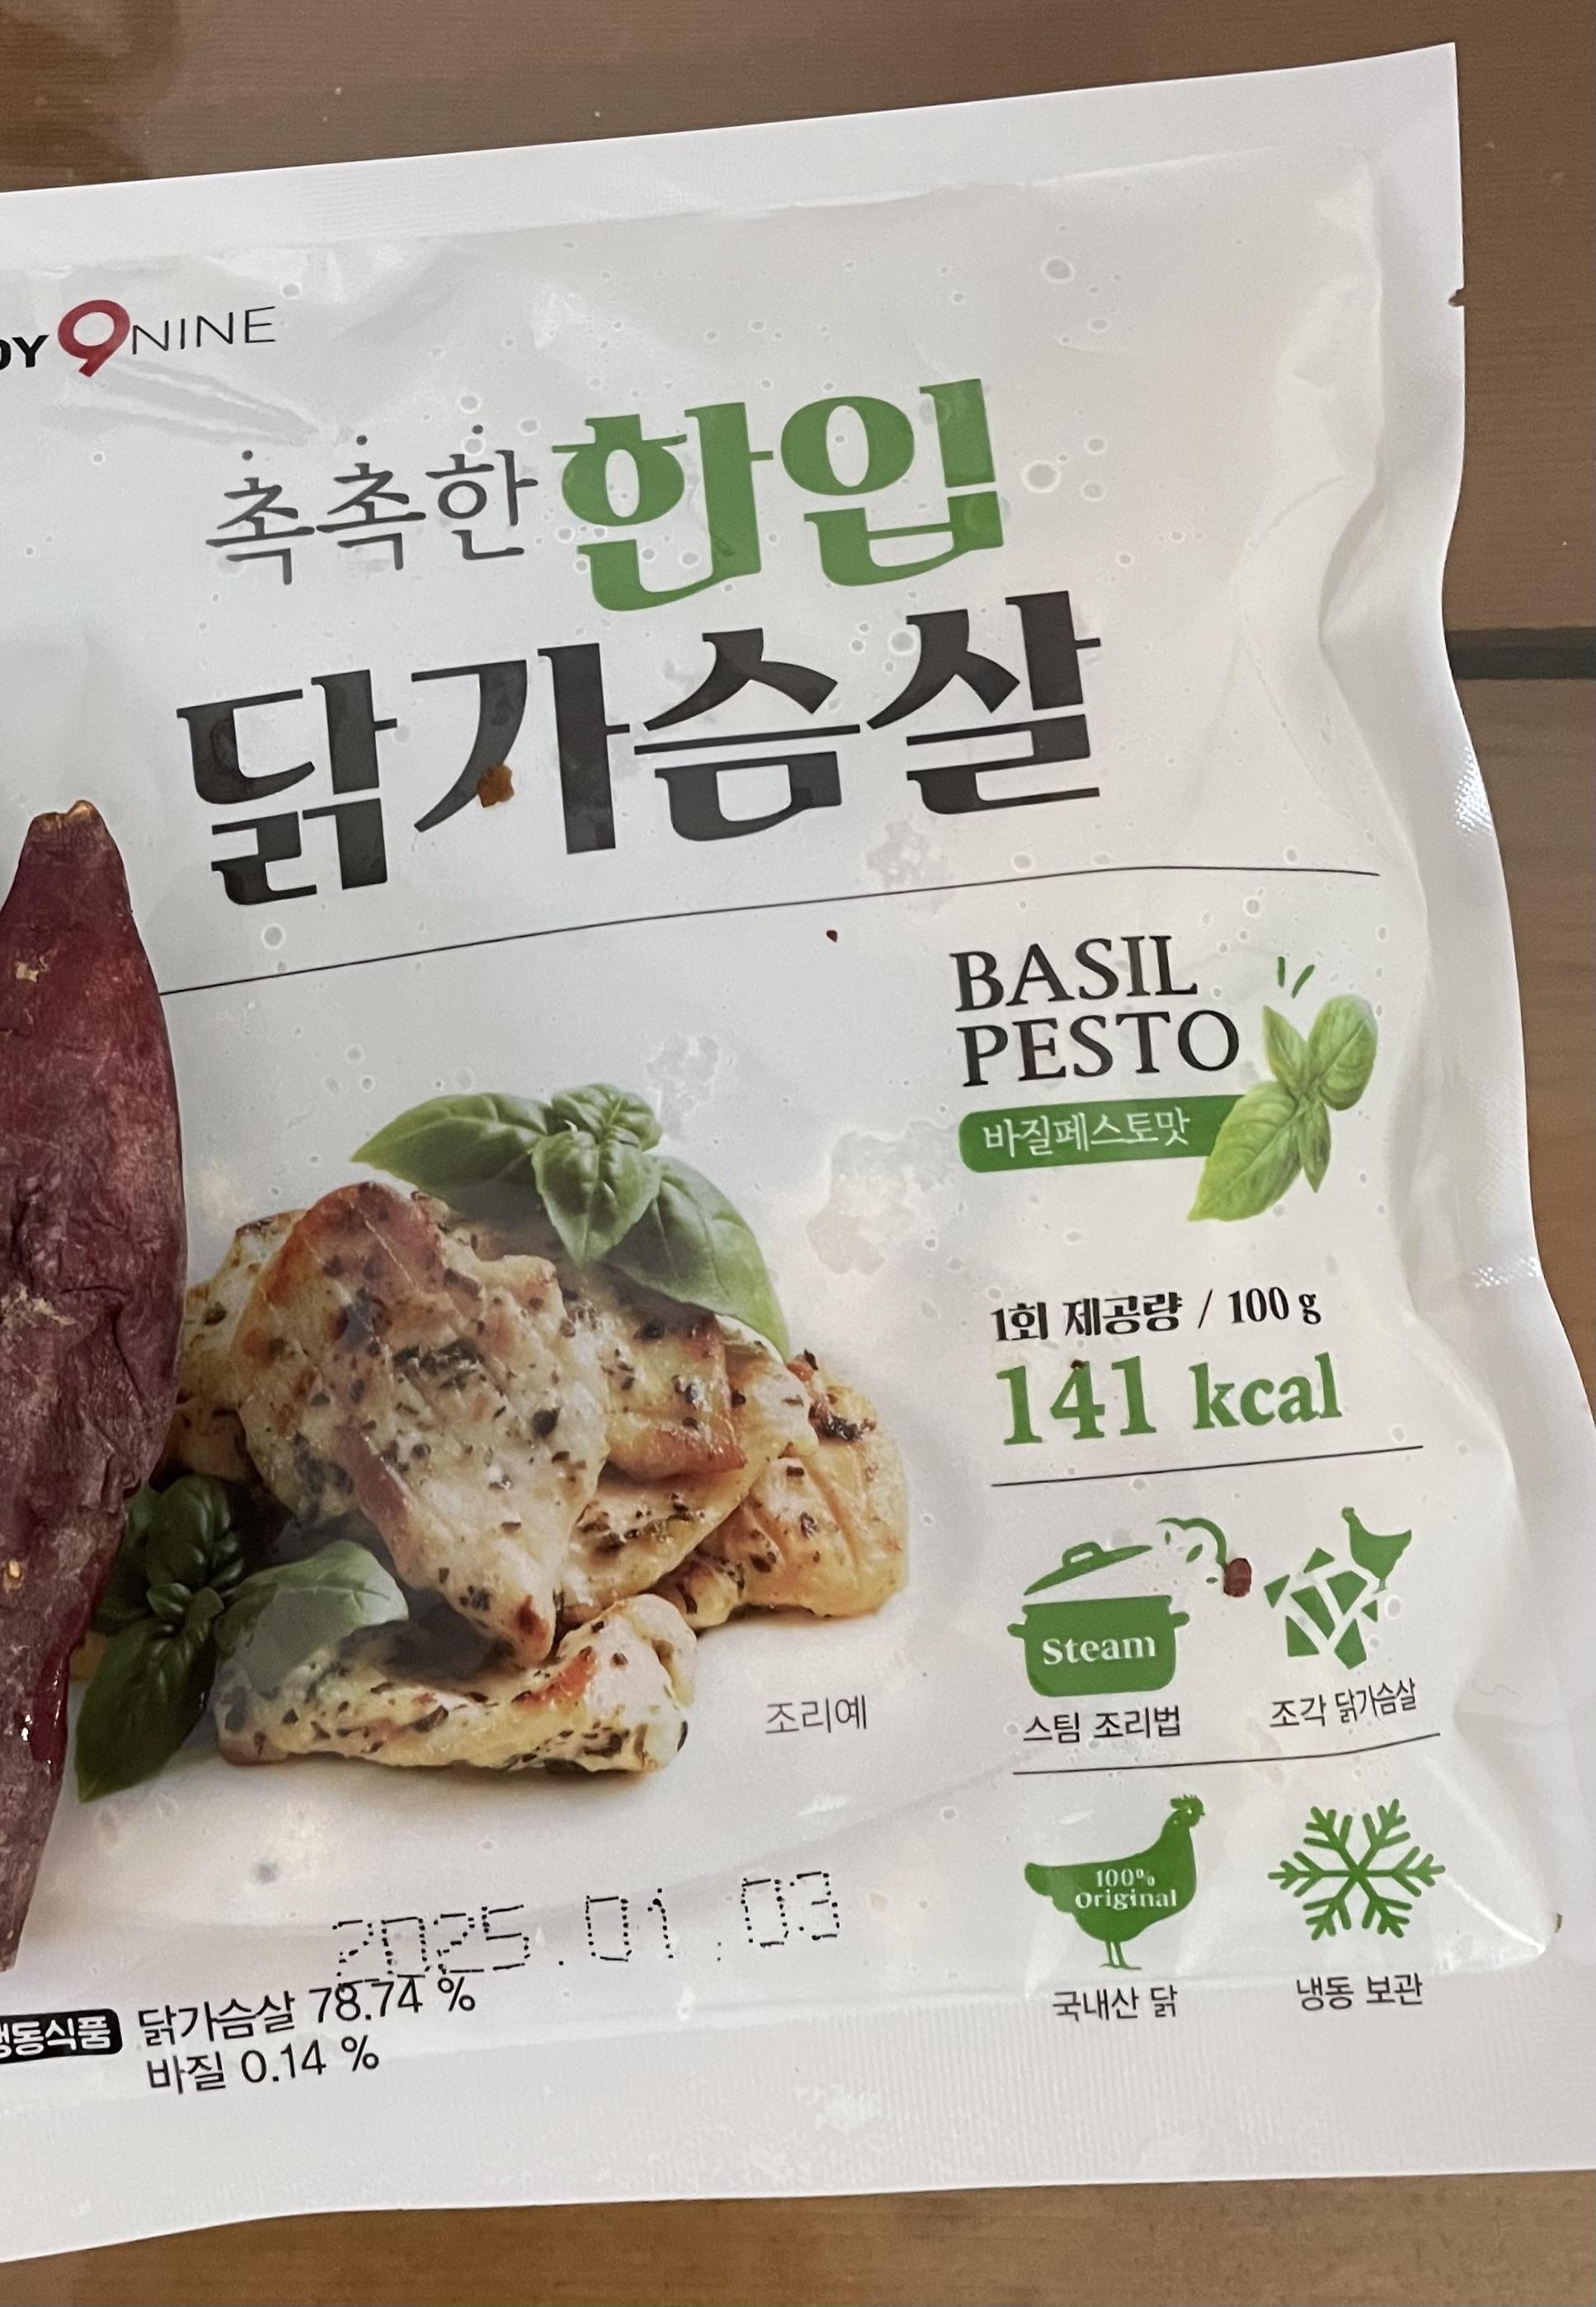 9NINE
촉촉한 한입
닭가슴살
BASIL
PESTO
바질페스토맛
1회 제공량 / 100 g
141 kcal
Steam
스팀 조리법
조각 닭가슴살
조리예
100%
Original
국내산 닭
냉동 보관
2025.01.03
냉동식품
닭가슴살 78.74 %
바질 0.14 %